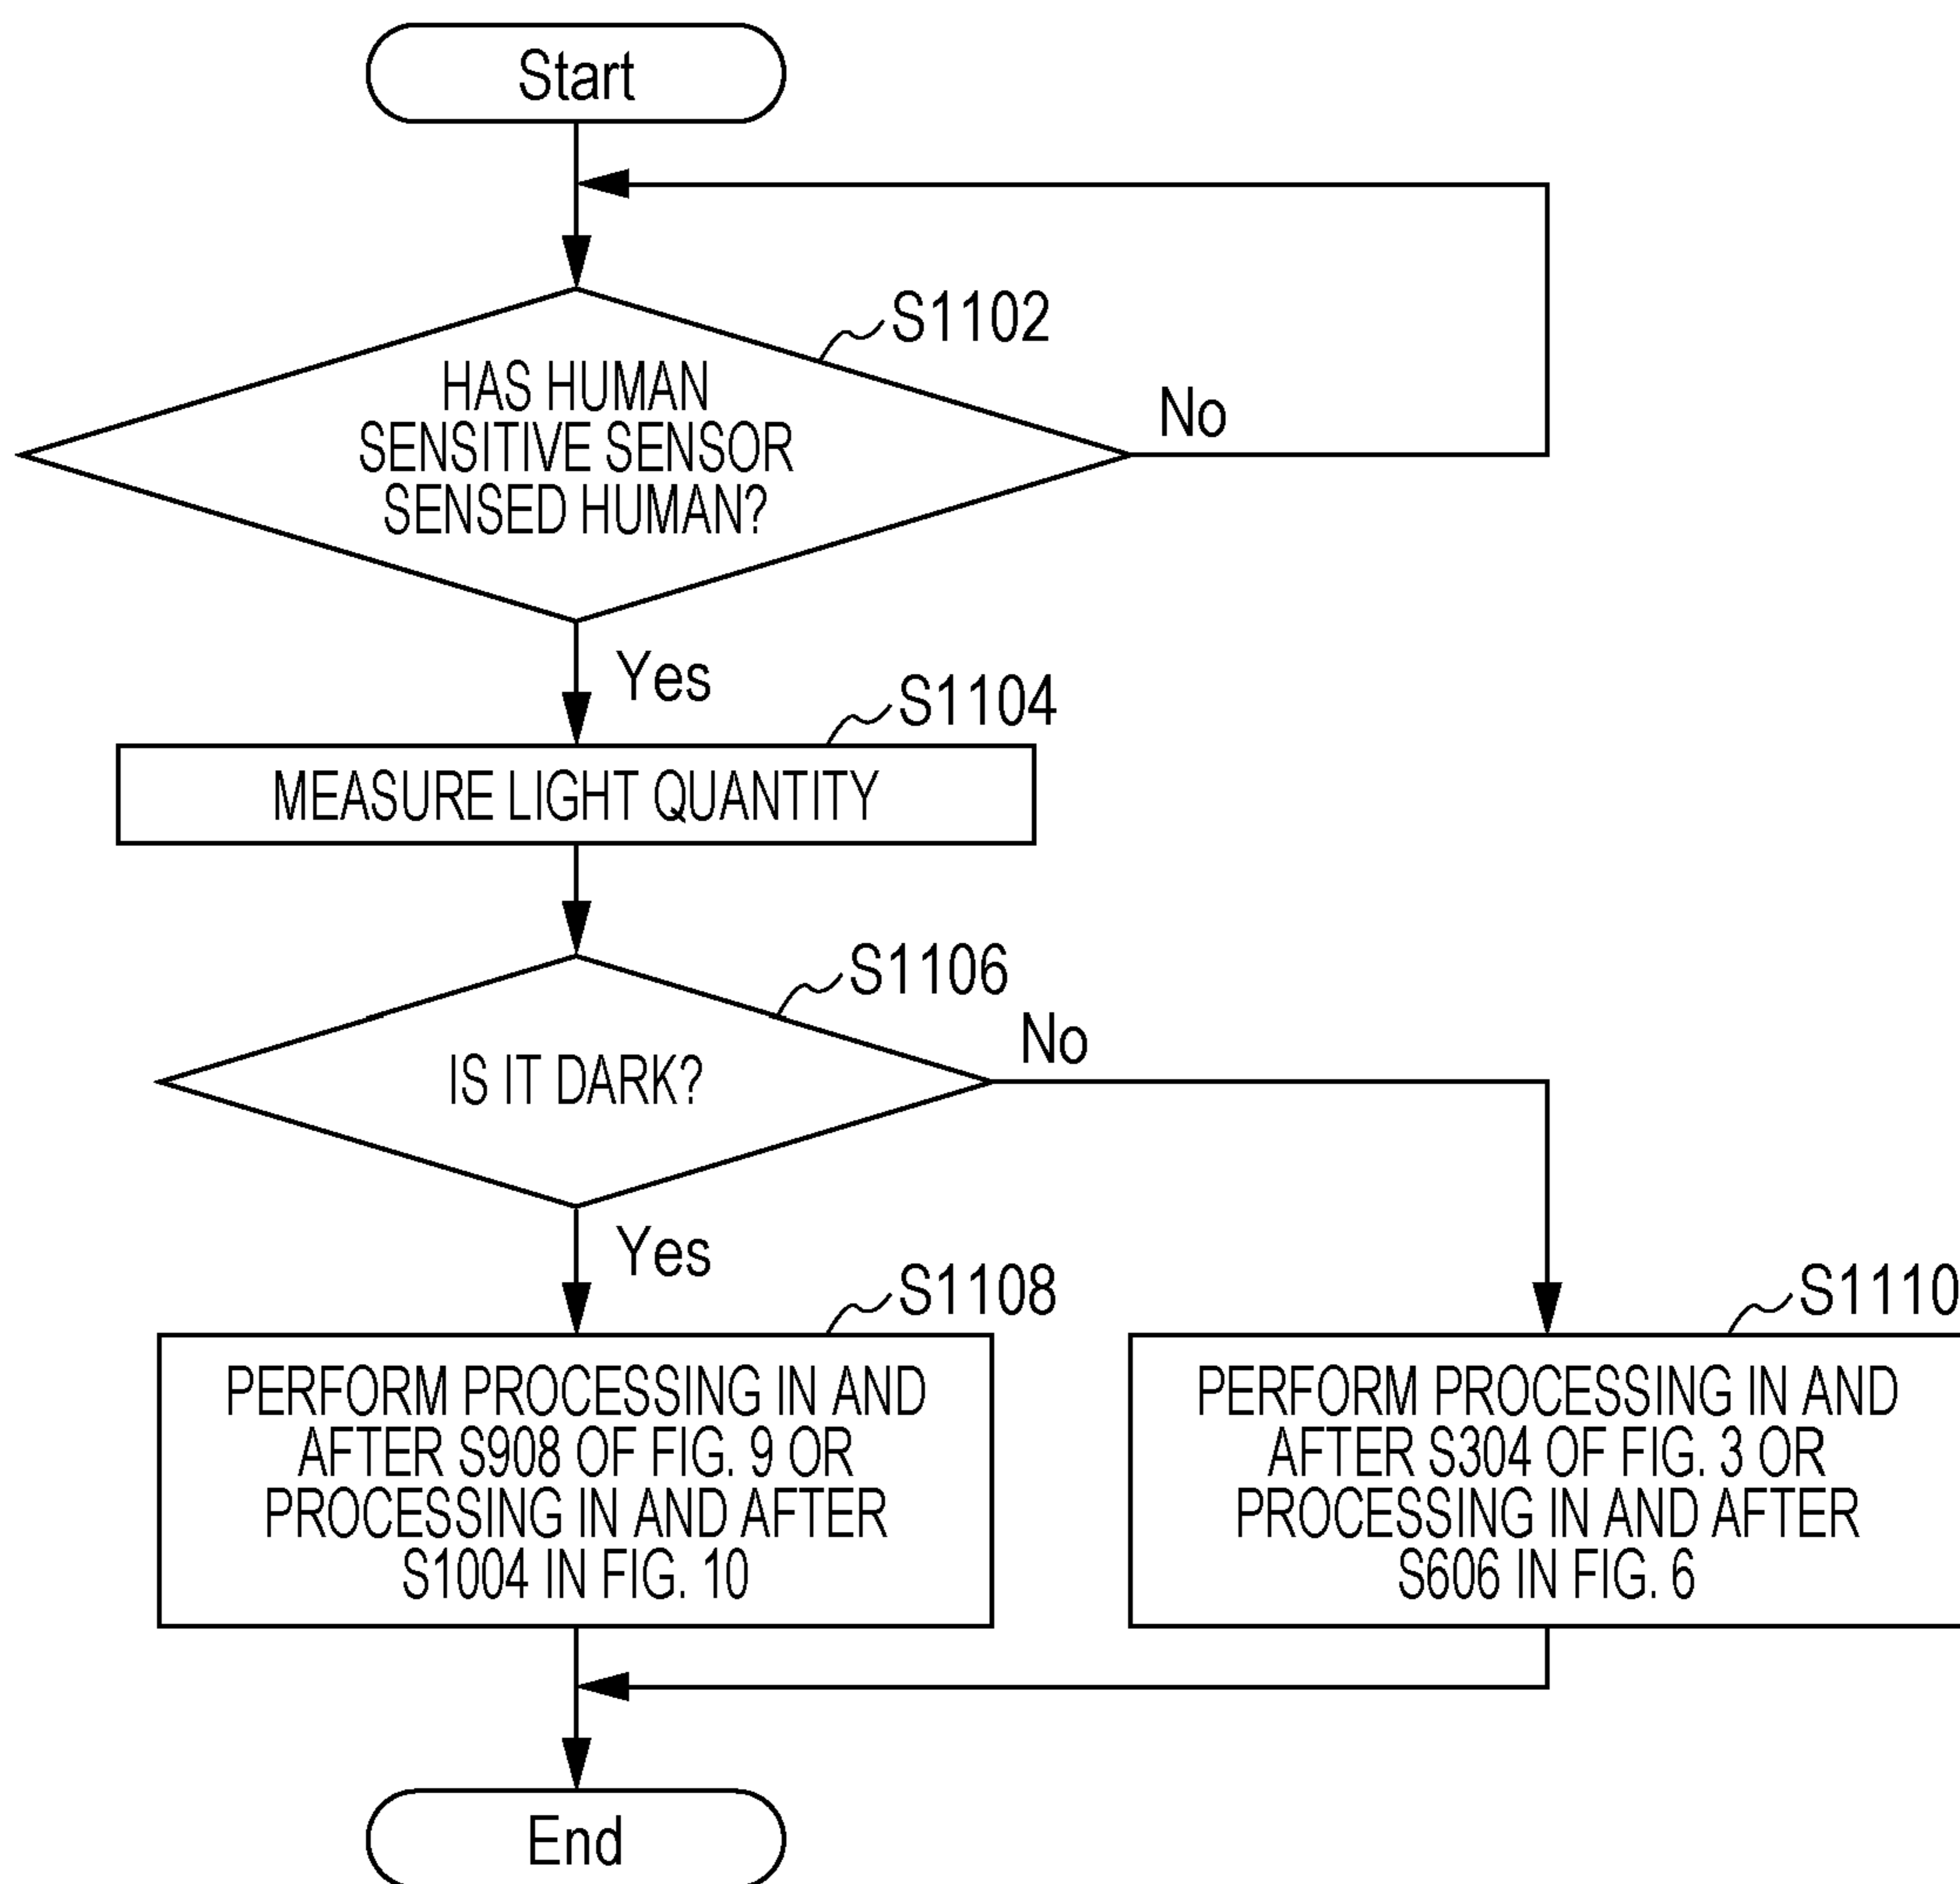 Start
S1102
HAS HUMAN
SENSITIVE SENSOR
SENSED HUMAN?
No
Yes
S1104
MEASURE LIGHT QUANTITY
S1106
IS IT DARK?
No
Yes
S1108
PERFORM PROCESSING IN AND
AFTER S908 OF FIG. 9 OR
PROCESSING IN AND AFTER
S1004 IN FIG. 10
S1110
PERFORM PROCESSING IN AND
AFTER S304 OF FIG. 3 OR
PROCESSING IN AND AFTER
S606 IN FIG. 6
End